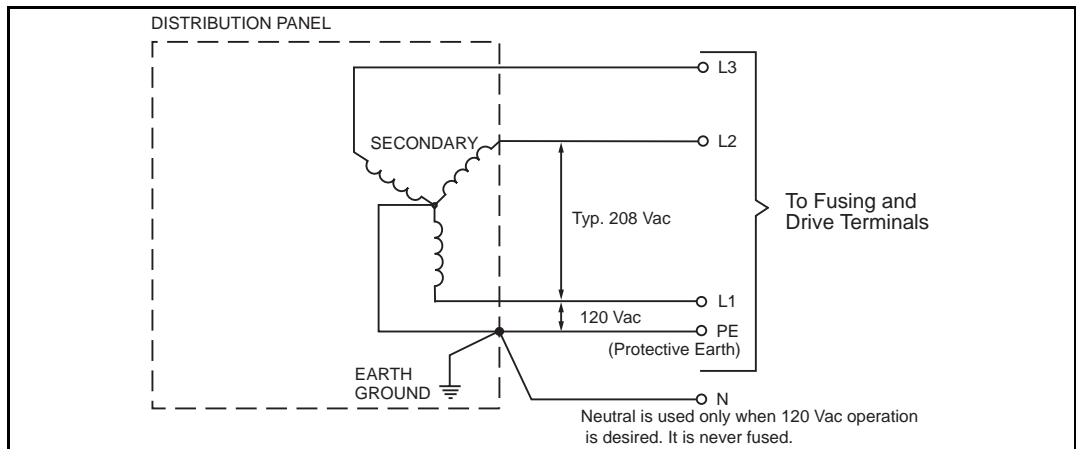 DISTRIBUTION PANEL
L3
SECONDARY
L2
Typ. 208 Vac
To Fusing and
Drive Terminals
L1
120 Vac
PE
(Protective Earth)
EARTH
GROUND
N
Neutral is used only when 120 Vac operation
is desired. It is never fused.